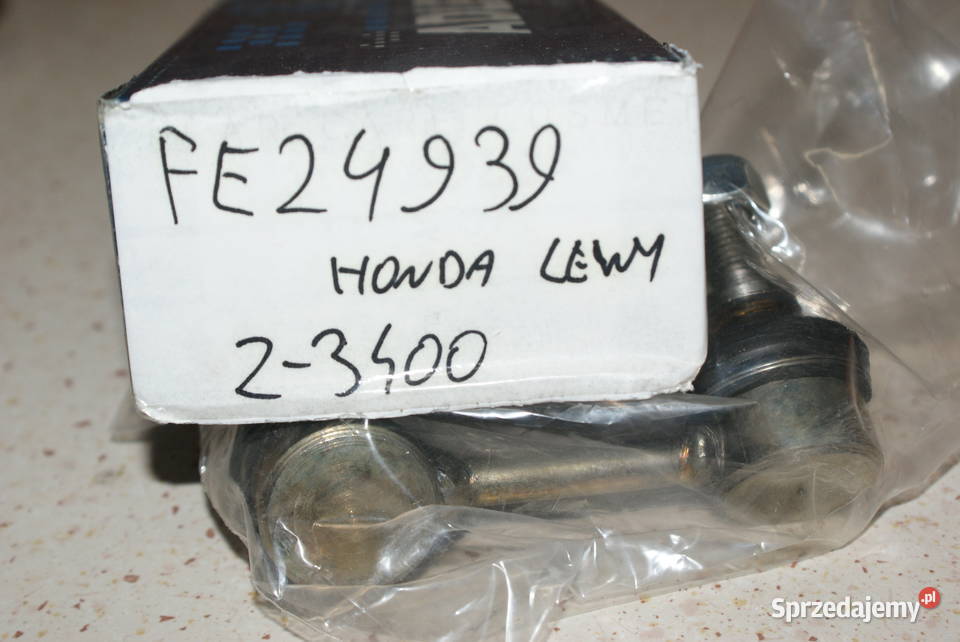 FE24939
HONDA LEWY
2-3400
Sprzedajemy.pl